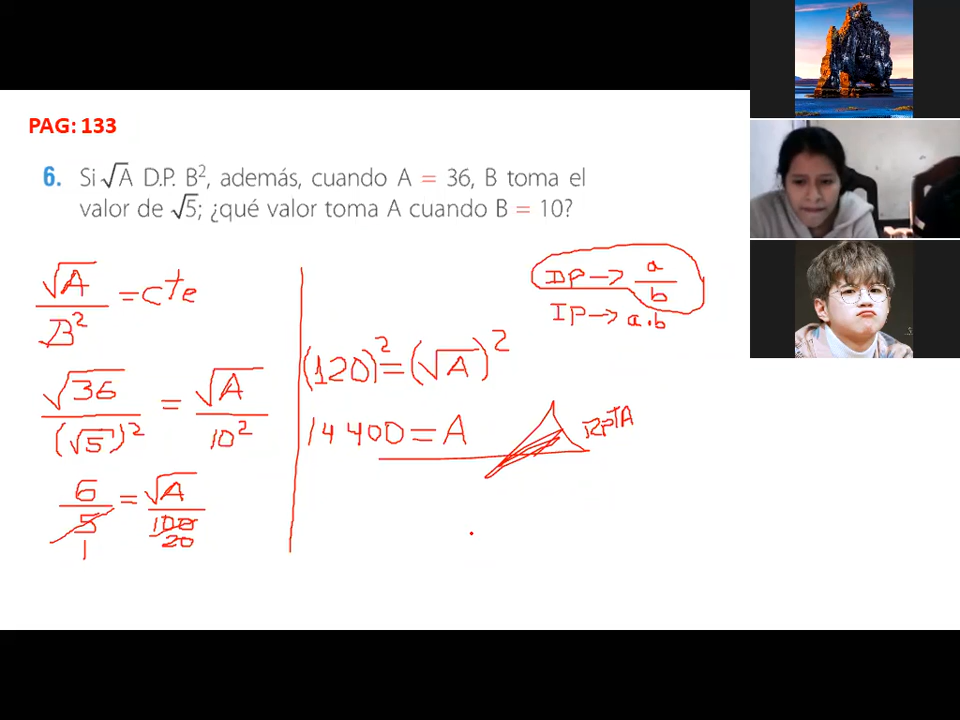 PAG: 133
6. Si √A D.P. B², además, cuando A = 36, B toma el
valor de √5; ¿qué valor toma A cuando B = 10?
√A / B² = cte
√36 / (√5)² = √A / 10²
6 / 5 = √A / 100
1 20
DP → a / b
IP → a.b
(120)² = (√A)²
14 400 = A RPTA